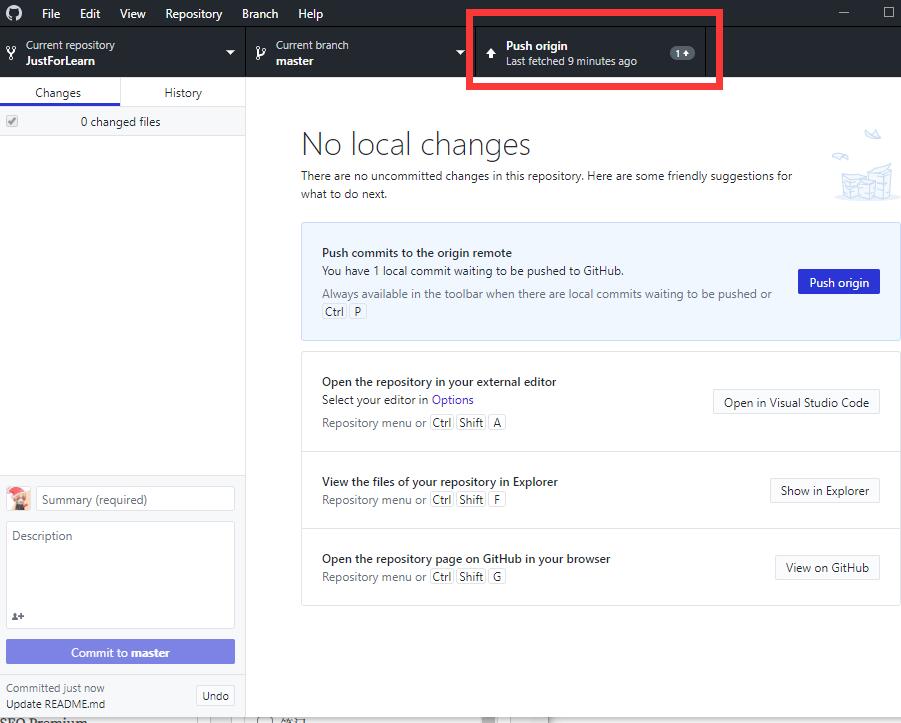 File Edit View Repository Branch Help
Current repository
JustForLearn
Current branch
master
Push origin
Last fetched 9 minutes ago
1
Changes History
0 changed files
No local changes
There are no uncommitted changes in this repository. Here are some friendly suggestions for
what to do next.
Push commits to the origin remote
You have 1 local commit waiting to be pushed to GitHub.
Always available in the toolbar when there are local commits waiting to be pushed or
Ctrl P
Push origin
Open the repository in your external editor
Select your editor in Options
Repository menu or Ctrl Shift A
Open in Visual Studio Code
View the files of your repository in Explorer
Repository menu or Ctrl Shift F
Show in Explorer
Open the repository page on GitHub in your browser
Repository menu or Ctrl Shift G
View on GitHub
Summary (required)
Description
Commit to master
Committed just now
Update README.md
Undo
SEO Premium